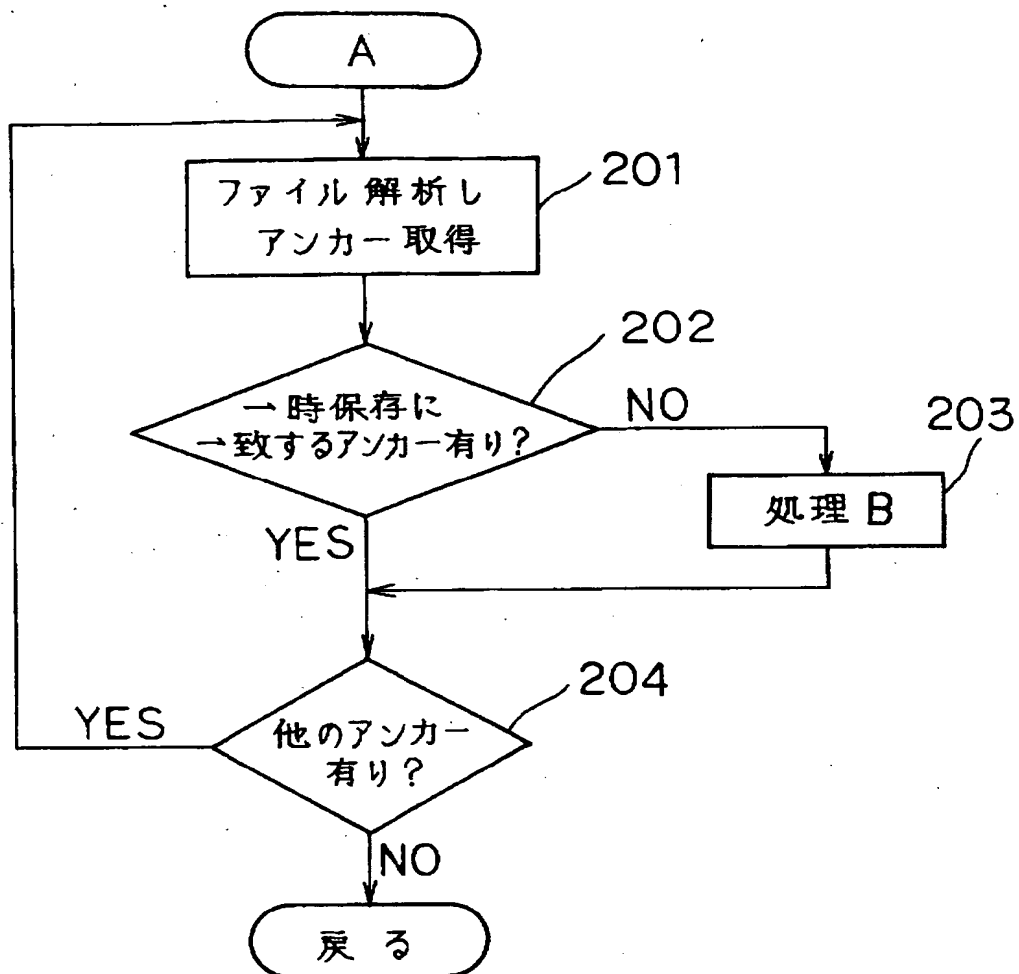 A
ファイル解析し
アンカー取得
201
202
一時保存に
一致するアンカー有り?
NO
203
処理B
YES
204
YES
他のアンカー
有り?
NO
戻る